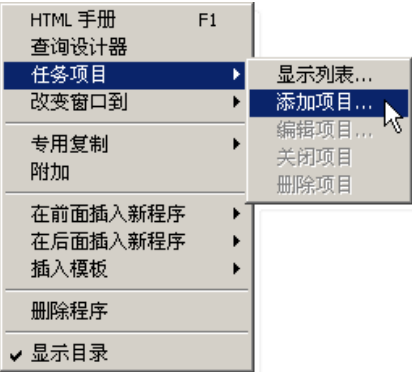 HTML 手册 F1
查询设计器
任务项目
改变窗口到
专用复制
附加
在前面插入新程序
在后面插入新程序
插入模板
删除程序
显示目录
显示列表...
添加项目...
编辑项目...
关闭项目
删除项目